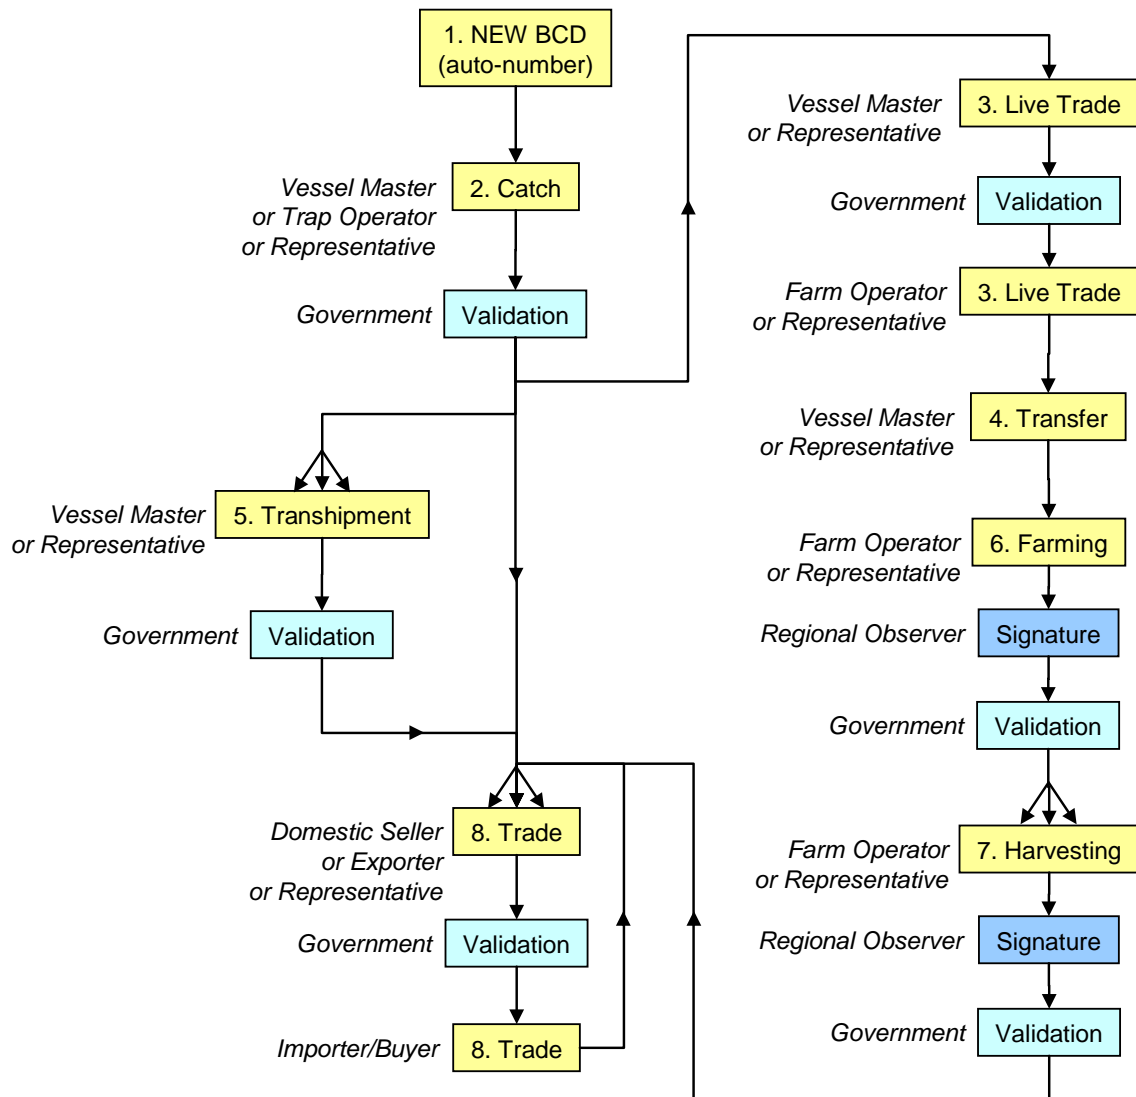 1. NEW BCD
(auto-number)
Vessel Master
or Trap Operator
or Representative
2. Catch
Government
Validation
Vessel Master
or Representative
5. Transhipment
Government
Validation
Domestic Seller
or Exporter
or Representative
8. Trade
Government
Validation
Importer/Buyer
8. Trade
Vessel Master
or Representative
3. Live Trade
Government
Validation
Farm Operator
or Representative
3. Live Trade
Vessel Master
or Representative
4. Transfer
Farm Operator
or Representative
6. Farming
Regional Observer
Signature
Government
Validation
Farm Operator
or Representative
7. Harvesting
Regional Observer
Signature
Government
Validation